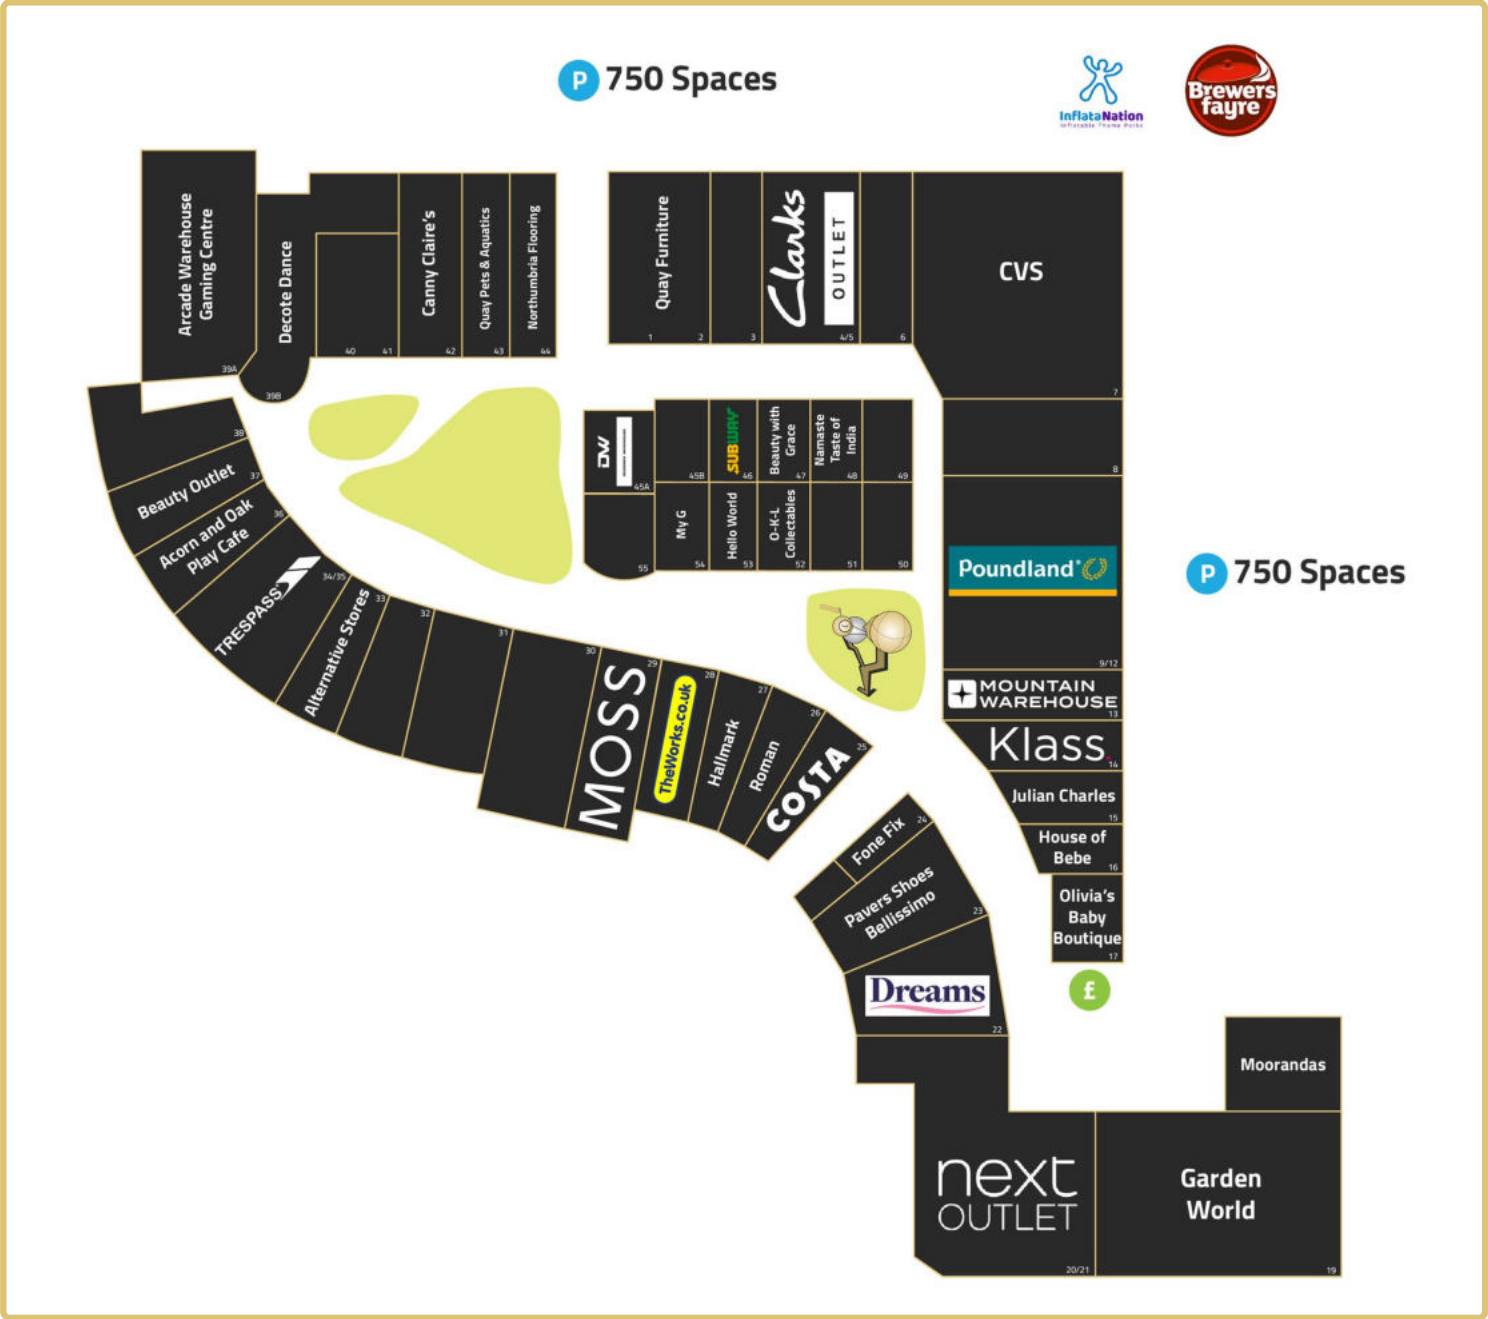 P 750 Spaces
InflataNation
Inflatable Theme Parks
Brewers
fayre
Arcade Warehouse
Gaming Centre
39A
Decote Dance
39B
40
41
Canny Claire's
42
Quay Pets & Aquatics
43
Northumbria Flooring
44
Quay Furniture
1
2
3
Clarks
OUTLET
4/5
6
CVS
7
8
Poundland
9/12
MOUNTAIN
WAREHOUSE
13
Klass.
14
Julian Charles
15
House of
Bebe
16
Olivia's
Baby
Boutique
17
£
P 750 Spaces
DW
45A
45B
SUBWAY
46
Beauty with
Grace
47
Namaste
Taste of
India
48
49
55
My G
54
Hello World
53
O-K-L
Collectables
52
51
50
38
Beauty Outlet
37
Acorn and Oak
Play Cafe
36
TRESPASS
34/35
Alternative Stores
33
32
31
30
MOSS
29
TheWorks.co.uk
28
Hallmark
27
Roman
26
COSTA
25
Fone Fix
24
Pavers Shoes
Bellissimo
23
Dreams
22
next
OUTLET
20/21
Garden
World
19
Moorandas